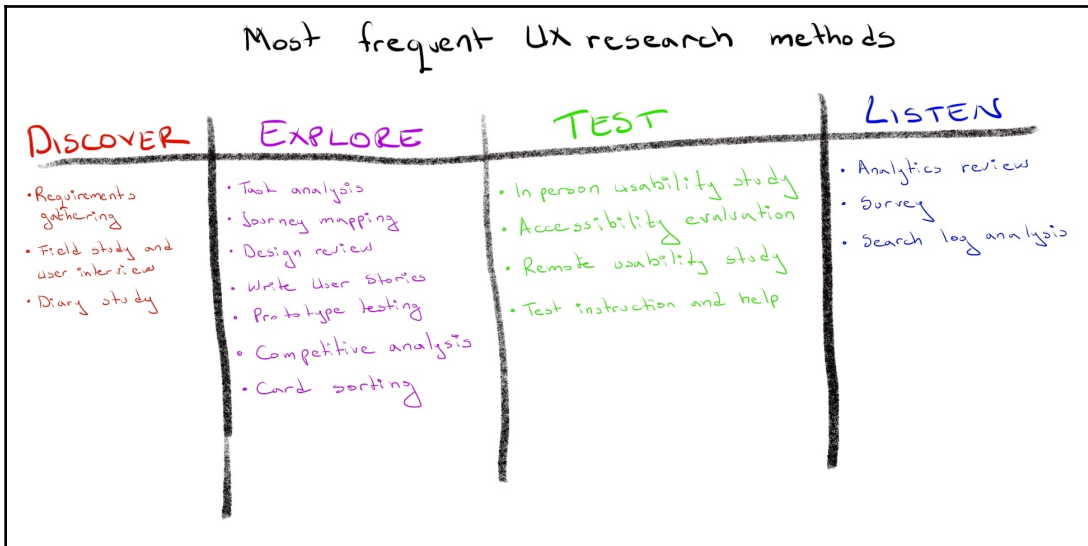 Most frequent UX research methods
DISCOVER
• Requirements
gathering
• Field study and
user interview
• Diary study
EXPLORE
• Task analysis
• Journey mapping
• Design review
• Write User Stories
• Prototype testing
• Competitive analysis
• Card sorting
TEST
• In person usability study
• Accessibility evaluation
• Remote usability study
• Test instruction and help
LISTEN
• Analytics review
• Survey
• Search log analysis